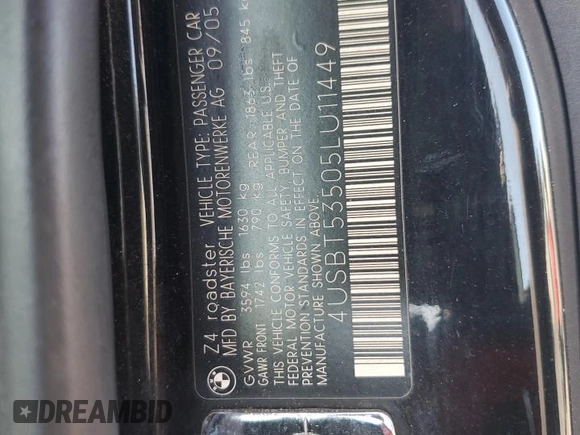 Z4 roadster VEHICLE TYPE: PASSENGER CAR
MFD BY BAYERISCHE MOTORENWERKE AG 09/05
GVWR 3594 lbs 1630 kg
GAWR FRONT 1742 lbs 790 kg REAR 1863 lbs 845
THIS VEHICLE CONFORMS TO ALL APPLICABLE U.S.
FEDERAL MOTOR VEHICLE SAFETY, BUMPER AND THEFT
PREVENTION STANDARDS IN EFFECT ON THE DATE OF
MANUFACTURE SHOWN ABOVE.
4USBT53505LU11449
BMW
DREAMBID